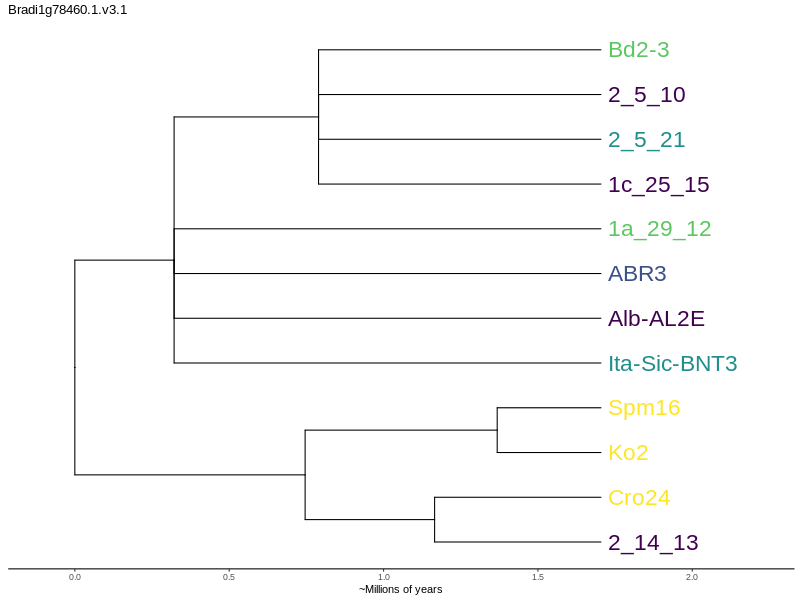 Bradi1g78460.1.v3.1
Bd2-3
2_5_10
2_5_21
1c_25_15
1a_29_12
ABR3
Alb-AL2E
Ita-Sic-BNT3
Spm16
Ko2
Cro24
2_14_13
0.0 0.5 1.0 1.5 2.0
~Millions of years